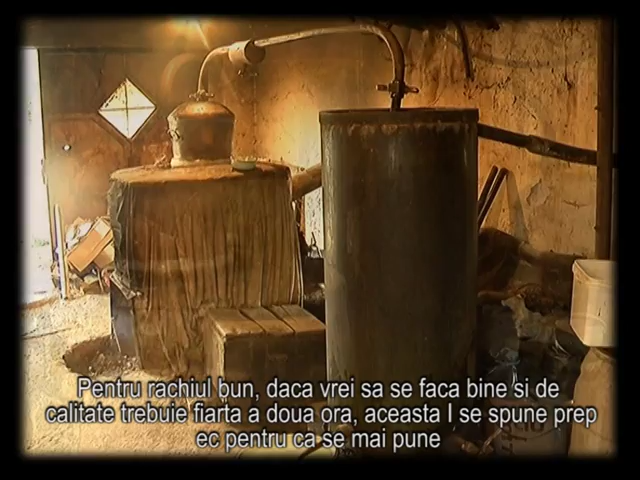 Pentru rachiul bun, daca vrei sa se faca bine si de
calitate trebuie fiarta a doua ora, aceasta I se spune prep
ec pentru ca se mai pune